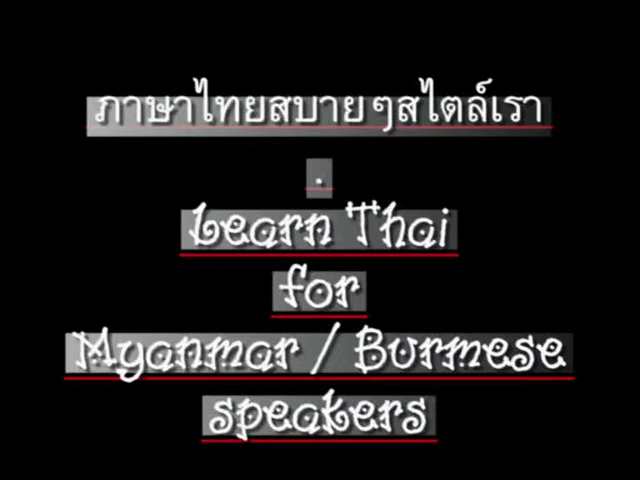 ภาษาไทยสบายๆสไตล์เรา
.
Learn Thai
for
Myanmar / Burmese
speakers